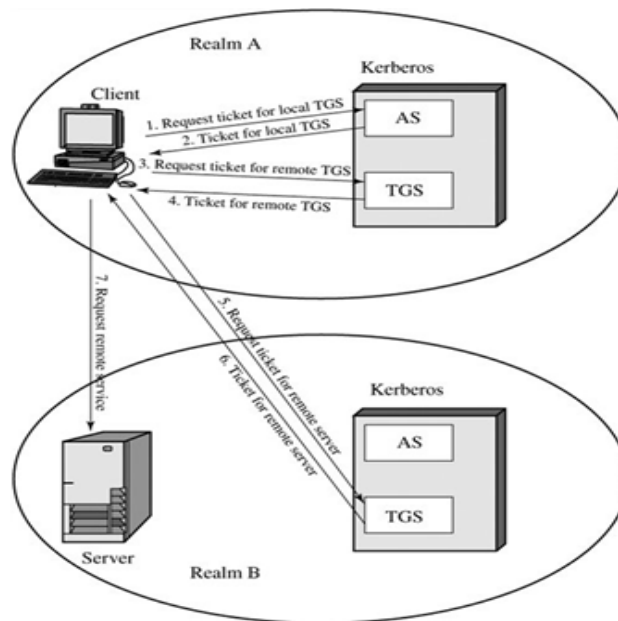 Realm A
Kerberos
Client
1. Request ticket for local TGS
AS
2. Ticket for local TGS
3. Request ticket for remote TGS
TGS
4. Ticket for remote TGS
5. Request ticket for remote server
6. Ticket for remote server
7. Request remote service
Kerberos
AS
TGS
Server
Realm B